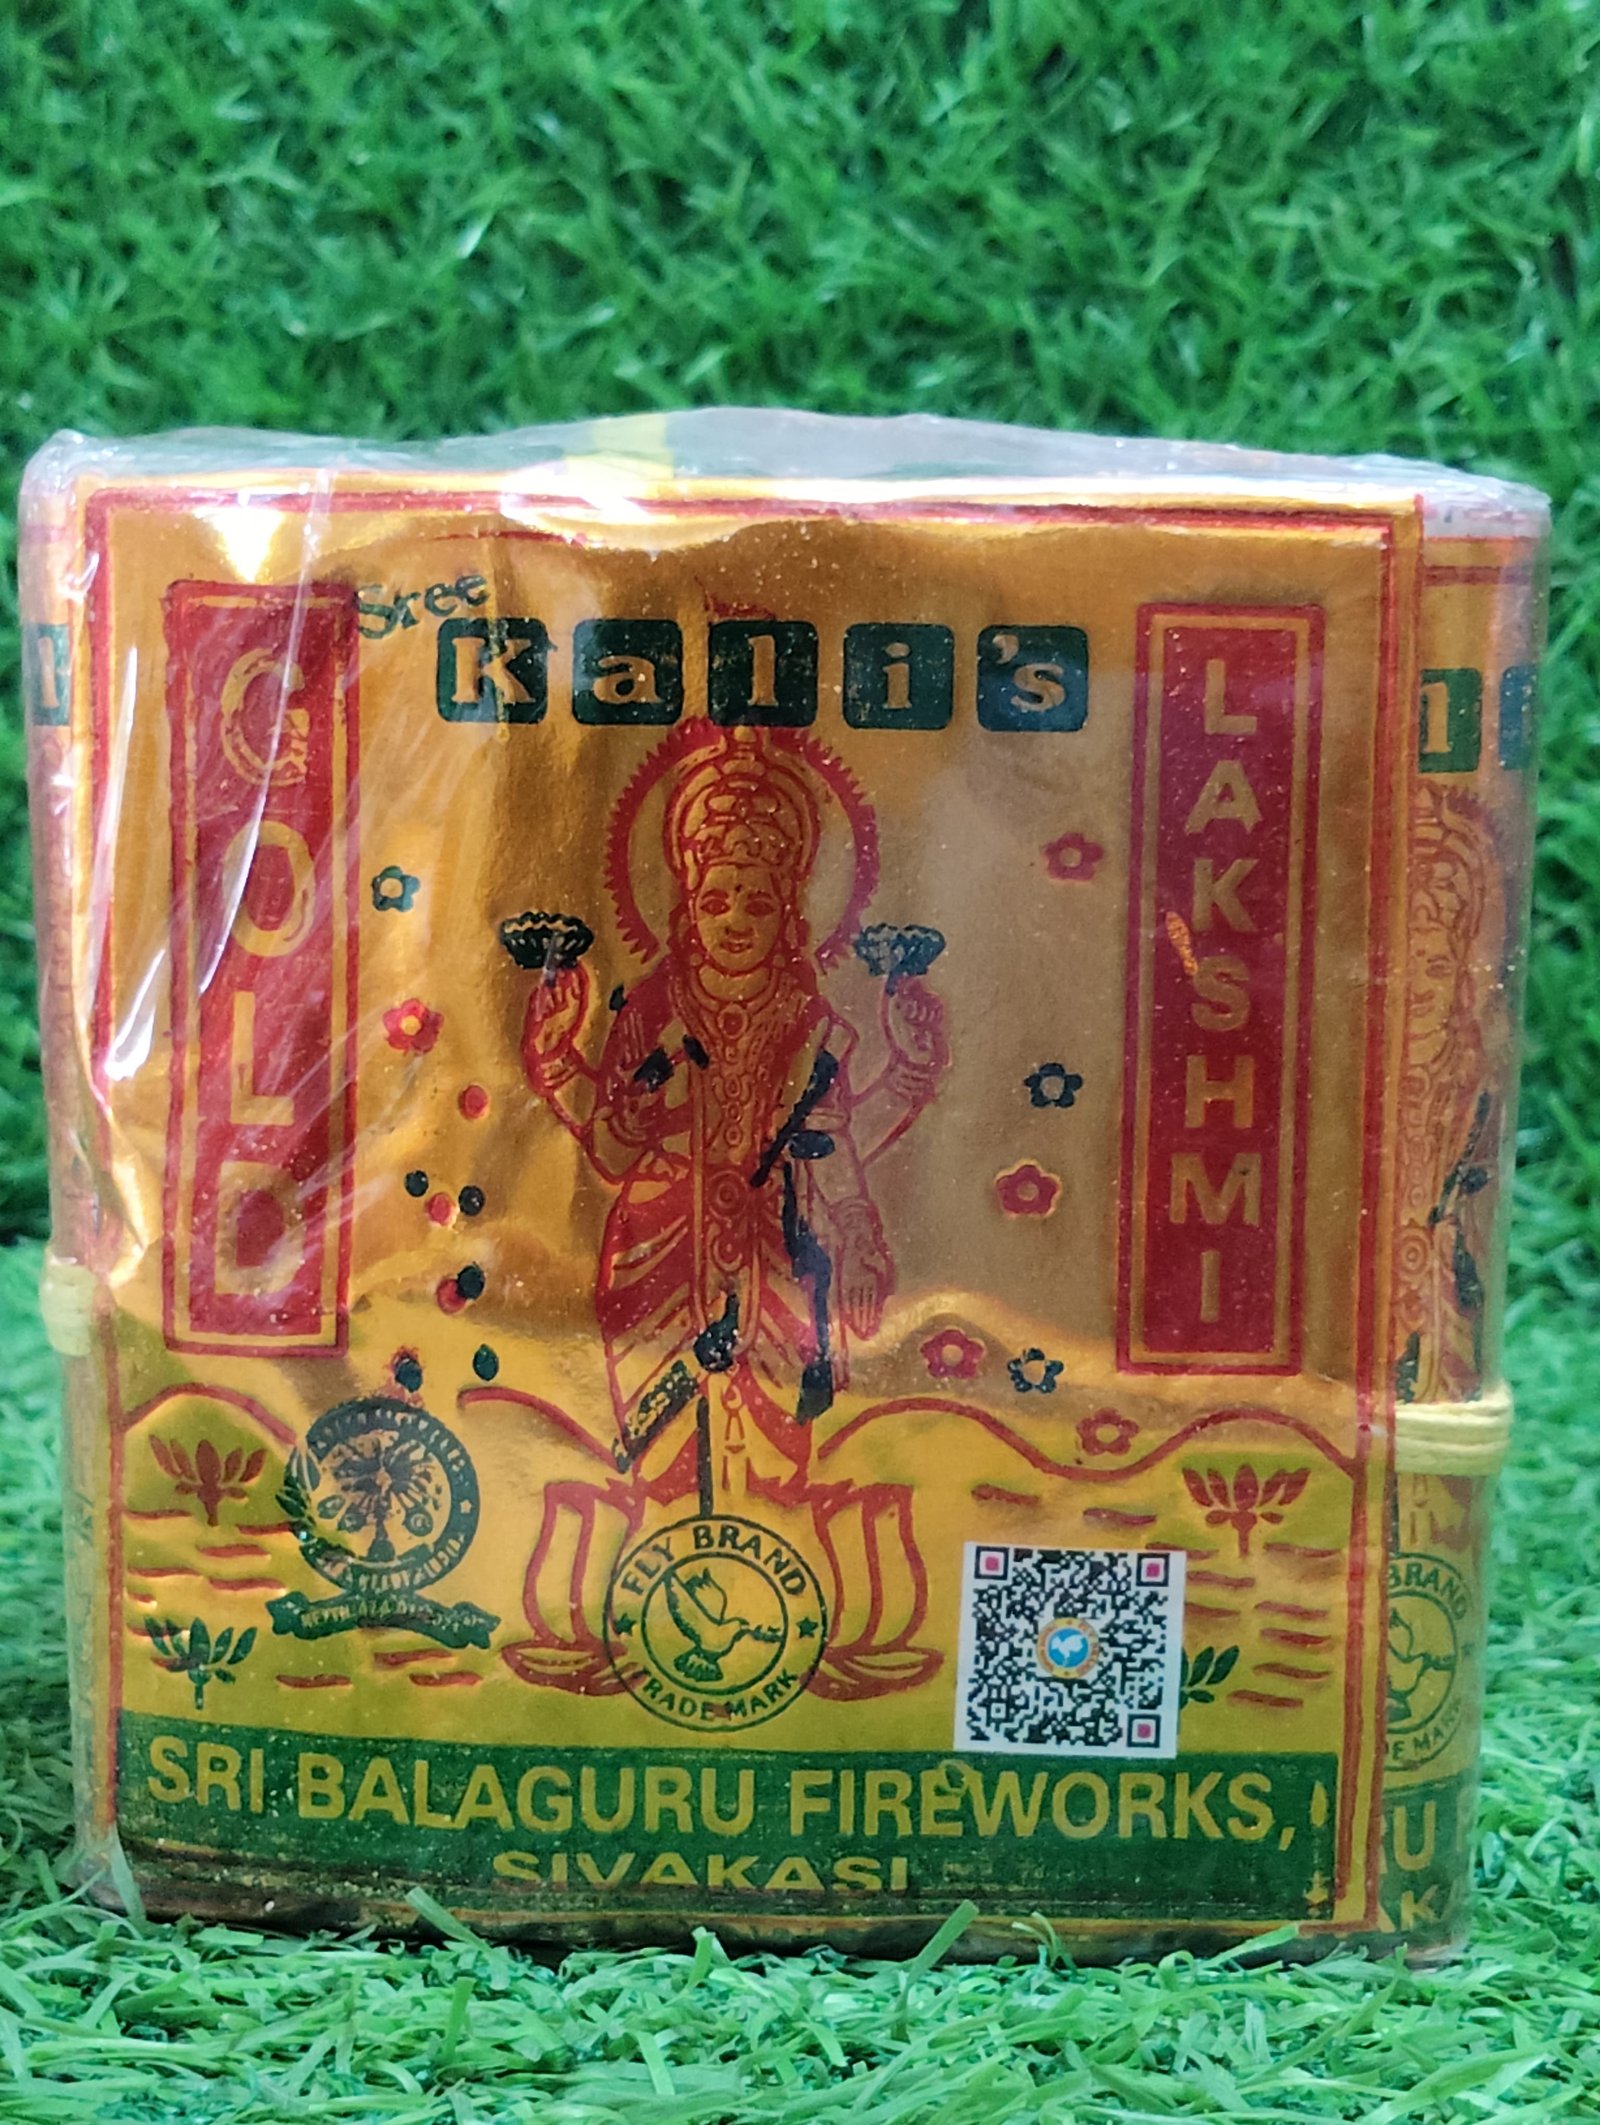 Sree
Kali's
GOLD
LAKSHMI
FLY BRAND
TRADE MARK
SRI BALAGURU FIREWORKS,
SIVAKASI